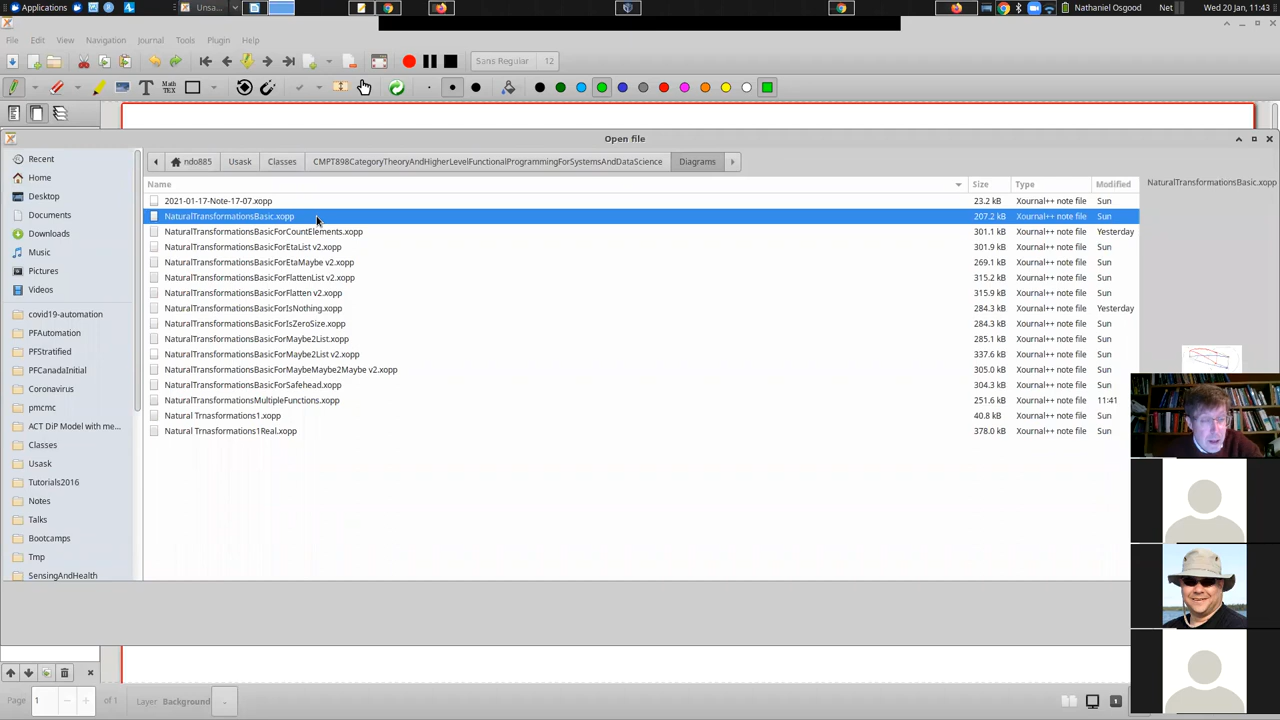 Applications
Unsa...
Nathaniel Osgood
Net
Wed 20 Jan, 11:43
File Edit View Navigation Journal Tools Plugin Help
Sans Regular 12
T MATH TEX
Open file
Recent
Home
Desktop
Documents
Downloads
Music
Pictures
Videos
covid19-automation
PFAutomation
PFStratified
PFCanadaInitial
Coronavirus
pmcmc
ACT DiP Model with me...
Classes
Usask
Tutorials2016
Notes
Talks
Bootcamps
Tmp
SensingAndHealth
ndo885 Usask Classes CMPT898CategoryTheoryAndHigherLevelFunctionalProgrammingForSystemsAndDataScience Diagrams
Name Size Type Modified
2021-01-17-Note-17-07.xopp 23.2 kB Xournal++ note file Sun
NaturalTransformationsBasic.xopp 207.2 kB Xournal++ note file Sun
NaturalTransformationsBasicForCountElements.xopp 301.1 kB Xournal++ note file Yesterday
NaturalTransformationsBasicForEtaList v2.xopp 301.9 kB Xournal++ note file Sun
NaturalTransformationsBasicForEtaMaybe v2.xopp 269.1 kB Xournal++ note file Sun
NaturalTransformationsBasicForFlattenList v2.xopp 315.2 kB Xournal++ note file Sun
NaturalTransformationsBasicForFlatten v2.xopp 315.9 kB Xournal++ note file Sun
NaturalTransformationsBasicForIsNothing.xopp 284.3 kB Xournal++ note file Yesterday
NaturalTransformationsBasicForIsZeroSize.xopp 284.3 kB Xournal++ note file Sun
NaturalTransformationsBasicForMaybe2List.xopp 285.1 kB Xournal++ note file Sun
NaturalTransformationsBasicForMaybe2List v2.xopp 337.6 kB Xournal++ note file Sun
NaturalTransformationsBasicForMaybeMaybe2Maybe v2.xopp 305.0 kB Xournal++ note file Sun
NaturalTransformationsBasicForSafehead.xopp 304.3 kB Xournal++ note file Sun
NaturalTransformationsMultipleFunctions.xopp 251.6 kB Xournal++ note file 11:41
Natural Trnasformations1.xopp 40.8 kB Xournal++ note file Sun
Natural Trnasformations1Real.xopp 378.0 kB Xournal++ note file Sun
NaturalTransformationsBasic.xopp
Page 1 of 1 Layer Background